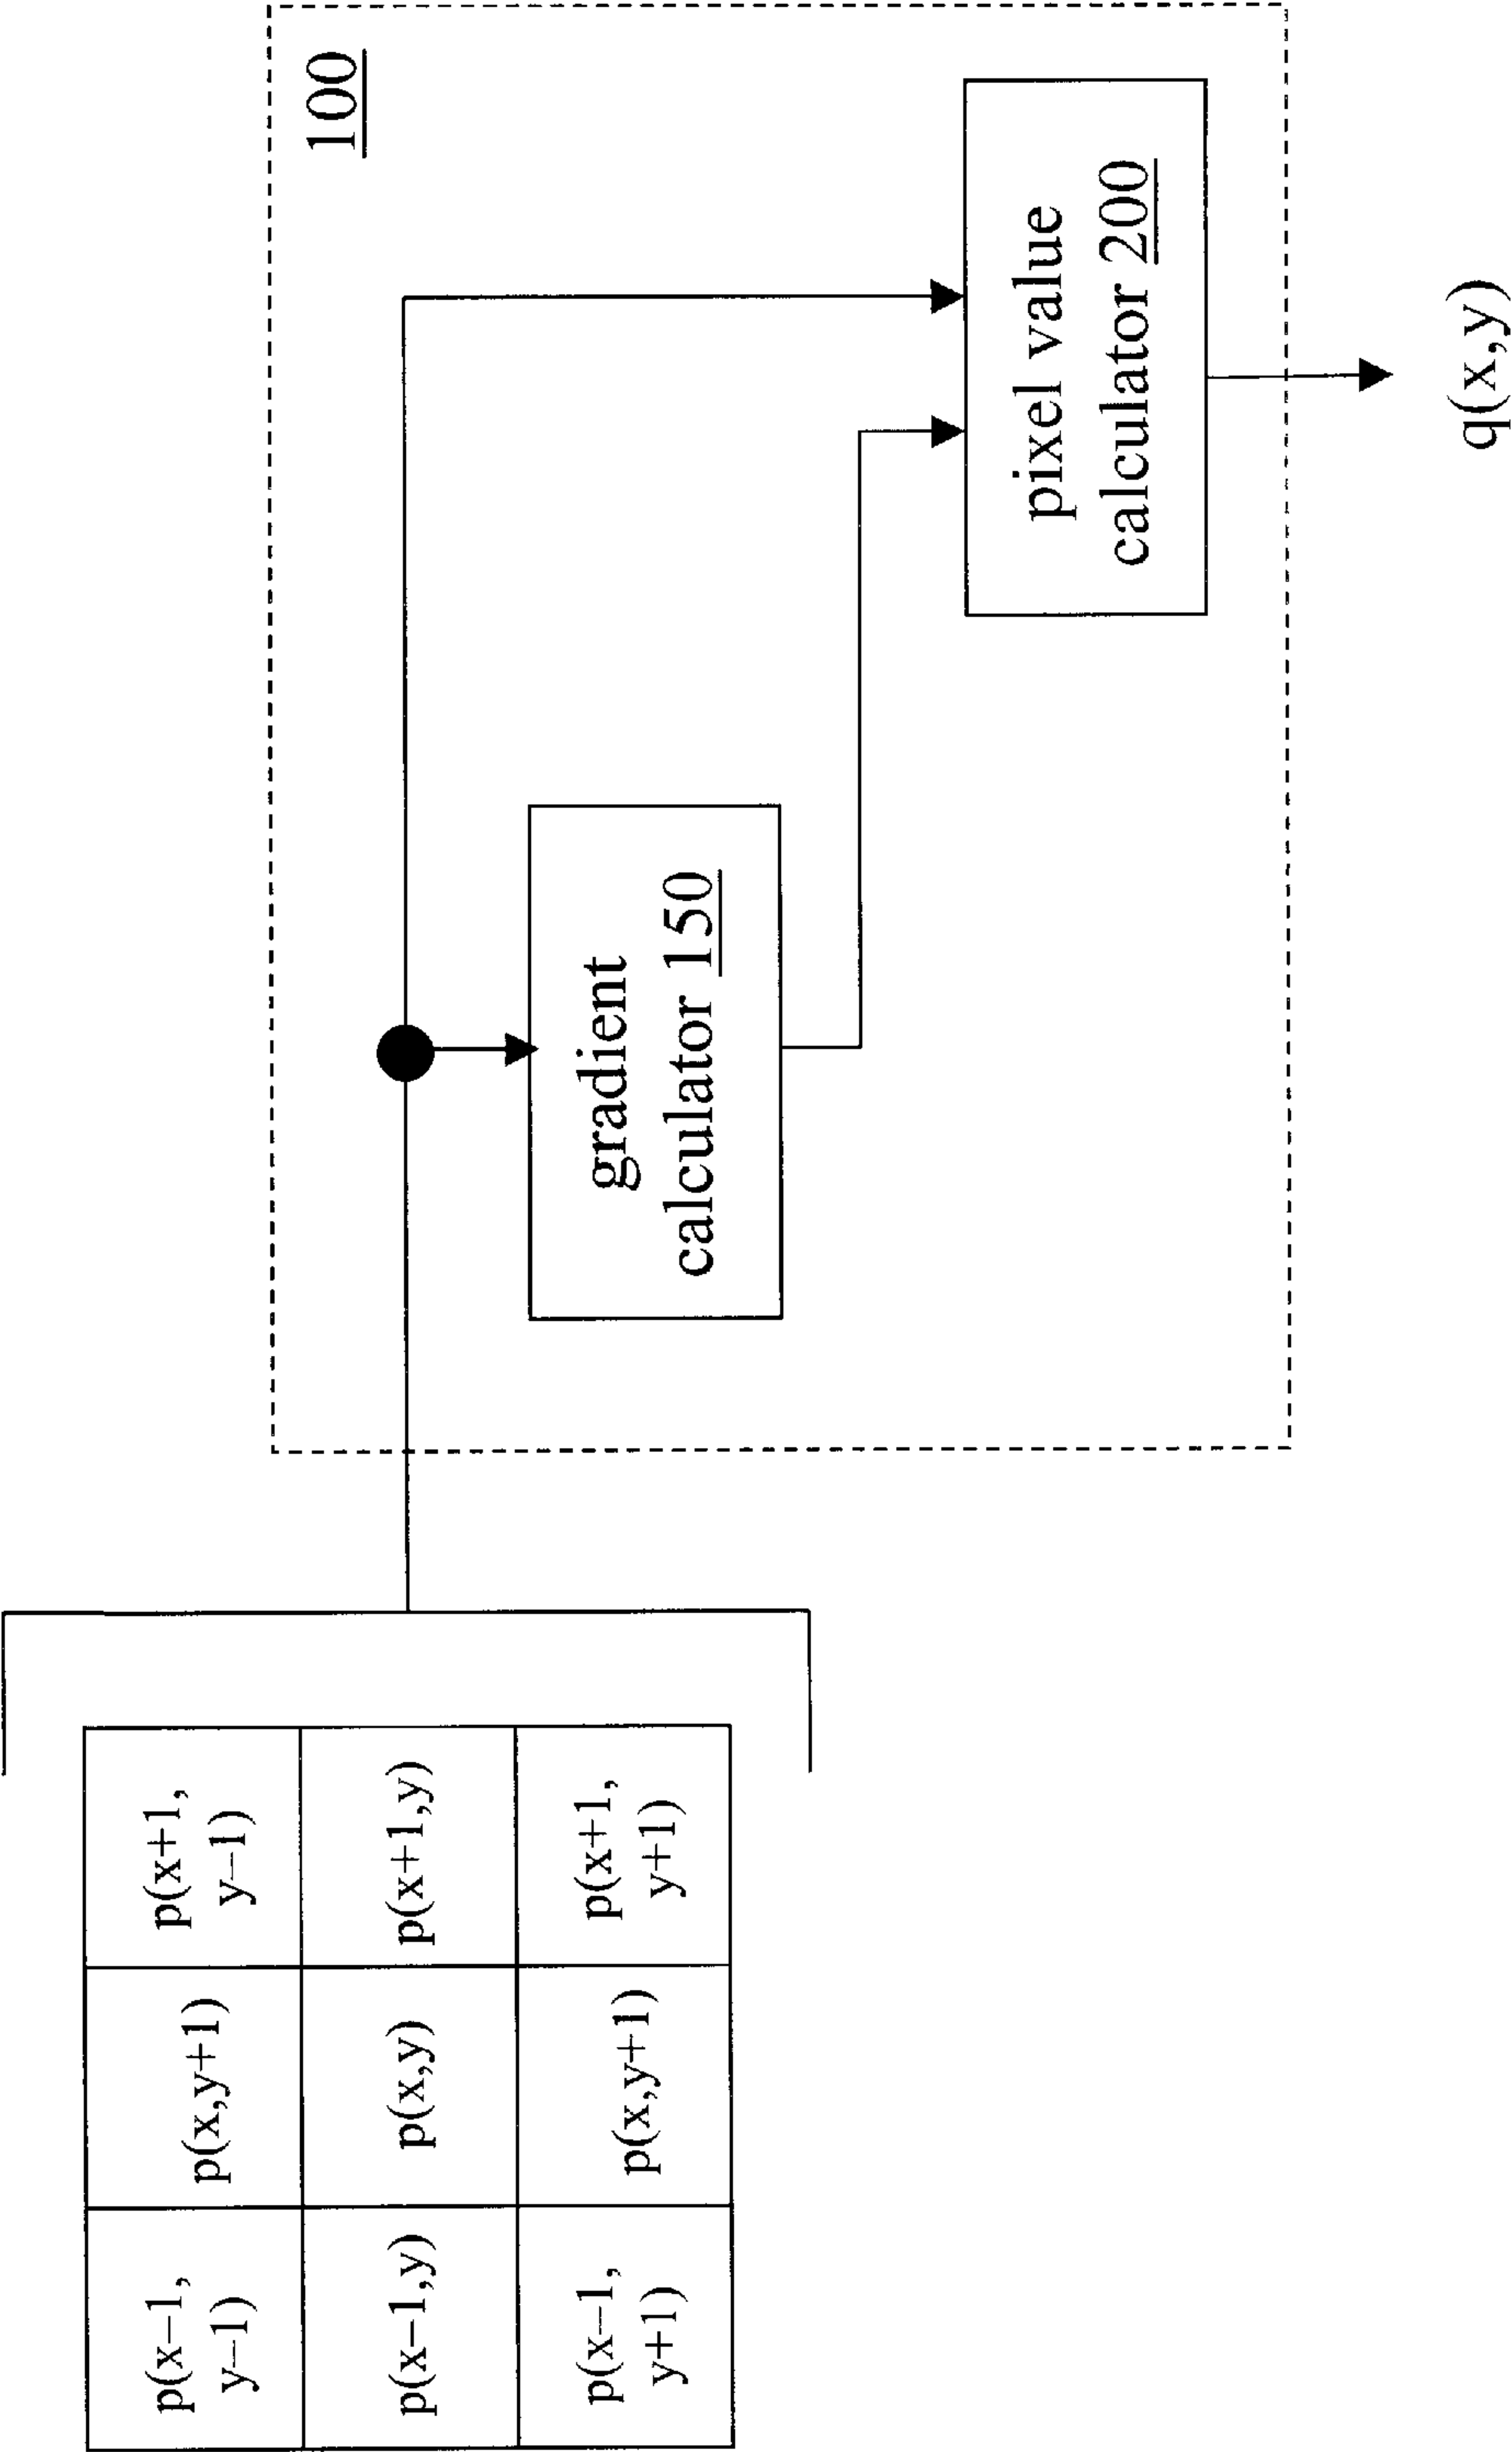 p(x–1,
y–1)
p(x,y+1)
p(x+1,
y–1)
p(x–1,y)
p(x,y)
p(x+1,y)
p(x–1,
y+1)
p(x,y+1)
p(x+1,
y+1)
100
gradient
calculator 150
pixel value
calculator 200
q(x,y)